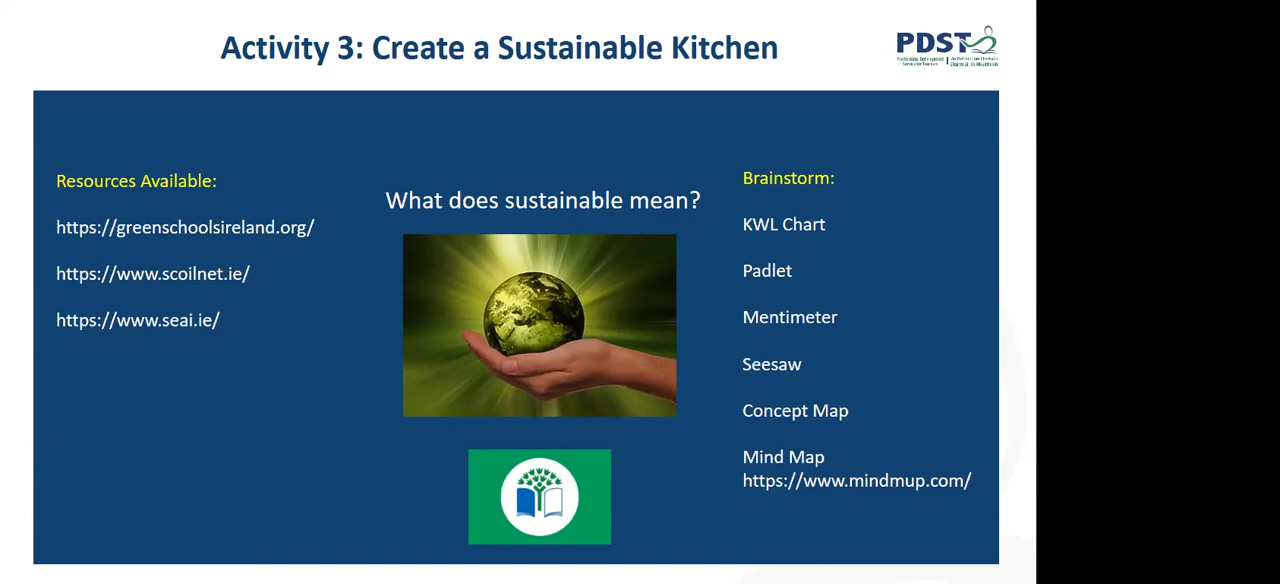 Activity 3: Create a Sustainable Kitchen
PDST
Resources Available:
https://greenschoolsireland.org/
https://www.scoilnet.ie/
https://www.seai.ie/
What does sustainable mean?
Brainstorm:
KWL Chart
Padlet
Mentimeter
Seesaw
Concept Map
Mind Map
https://www.mindmup.com/